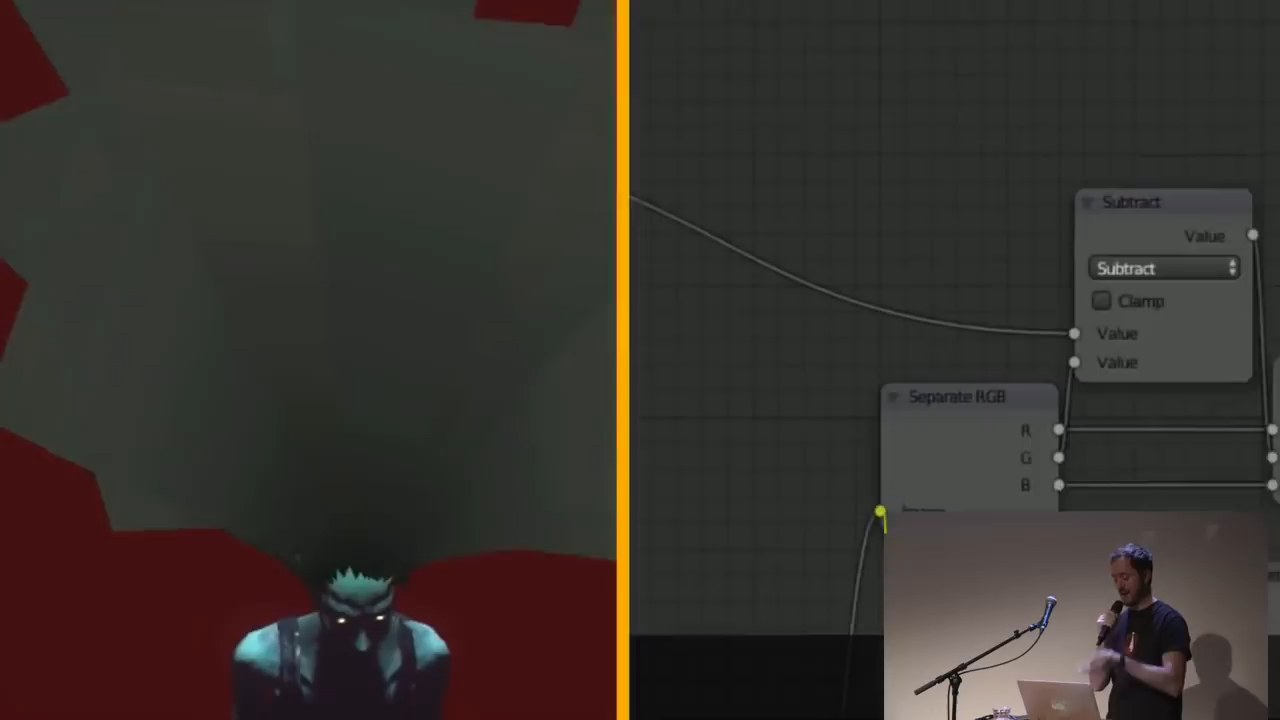 Subtract
Value
Subtract
Clamp
Value
Value
Separate RGB
R
G
B